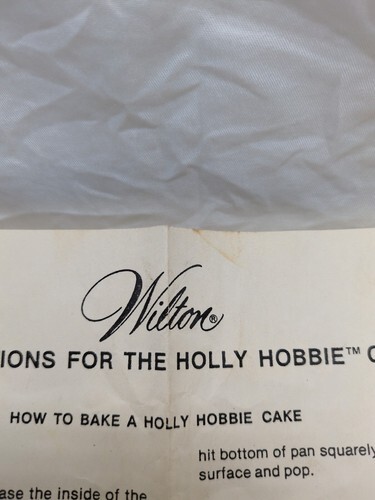 Wilton®
IONS FOR THE HOLLY HOBBIE™ C
HOW TO BAKE A HOLLY HOBBIE CAKE
hit bottom of pan squarely
surface and pop.
ase the inside of the